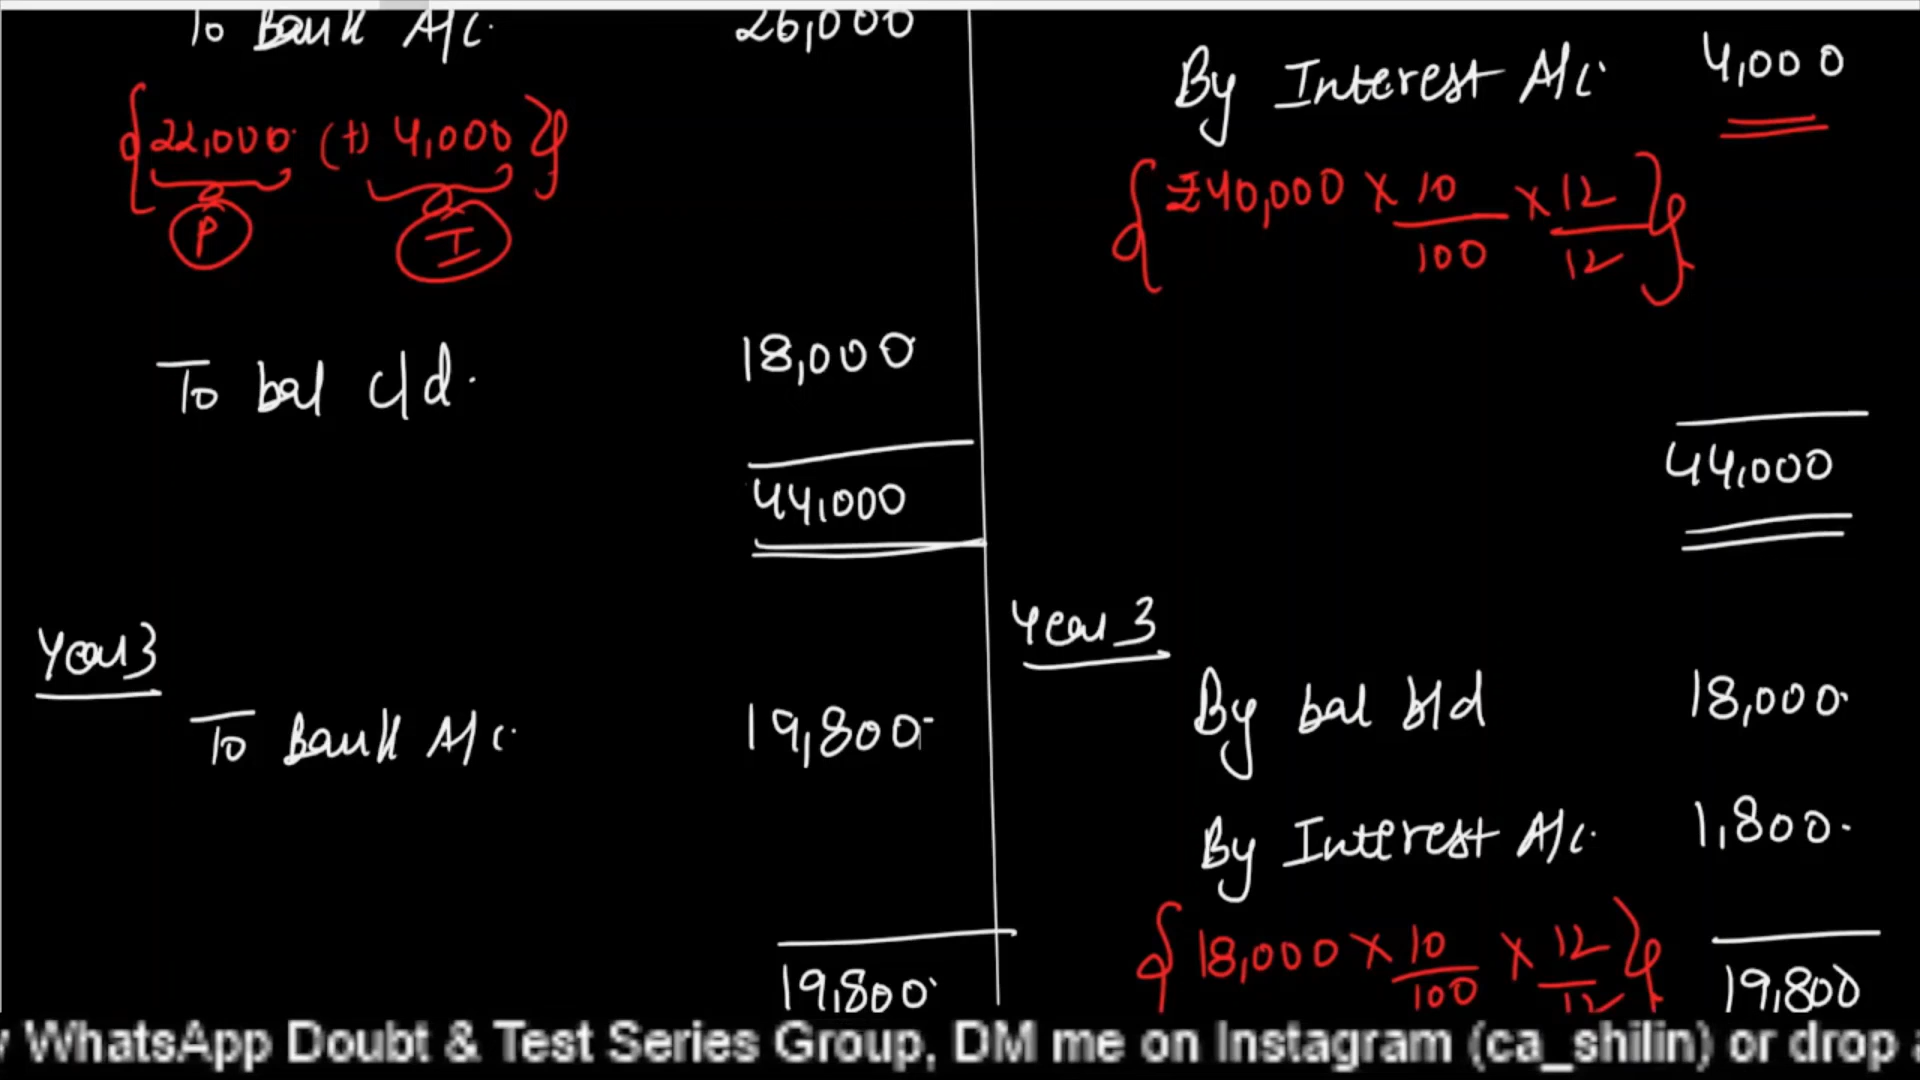 To Bank A/c. 26,000
{22,000 (+) 4,000}
P I
To bal c/d. 18,000
44,000
Year 3
To Bank A/c. 19,800
19,800
By Interest A/c. 4,000
{₹40,000 × 10/100 × 12/12}
44,000
Year 3
By bal b/d 18,000
By Interest A/c. 1,800
{18,000 × 10/100 × 12/12}
19,800
WhatsApp Doubt & Test Series Group, DM me on Instagram (ca_shilin) or drop